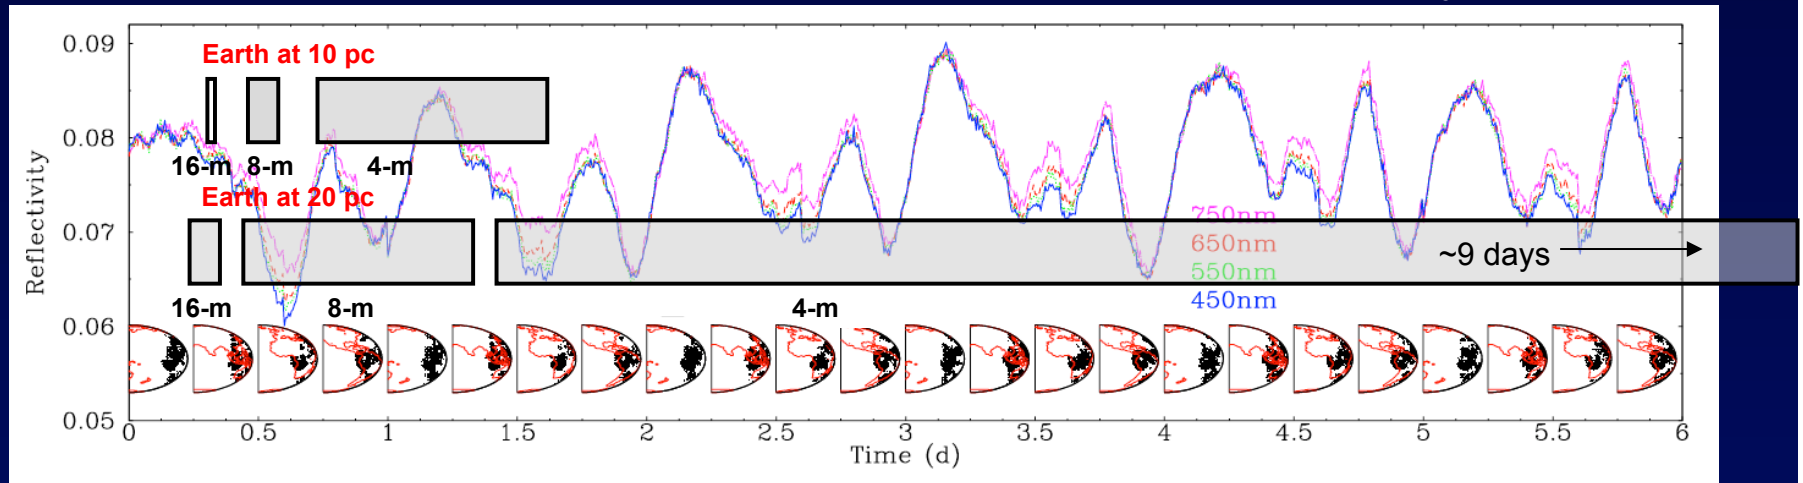 0.09
Earth at 10 pc
0.08
16-m 8-m 4-m
Earth at 20 pc
0.07
750nm
650nm
550nm
450nm
~9 days
16-m 8-m 4-m
0.06
0.05
0 0.5 1 1.5 2 2.5 3 3.5 4 4.5 5 5.5 6
Time (d)
Reflectivity